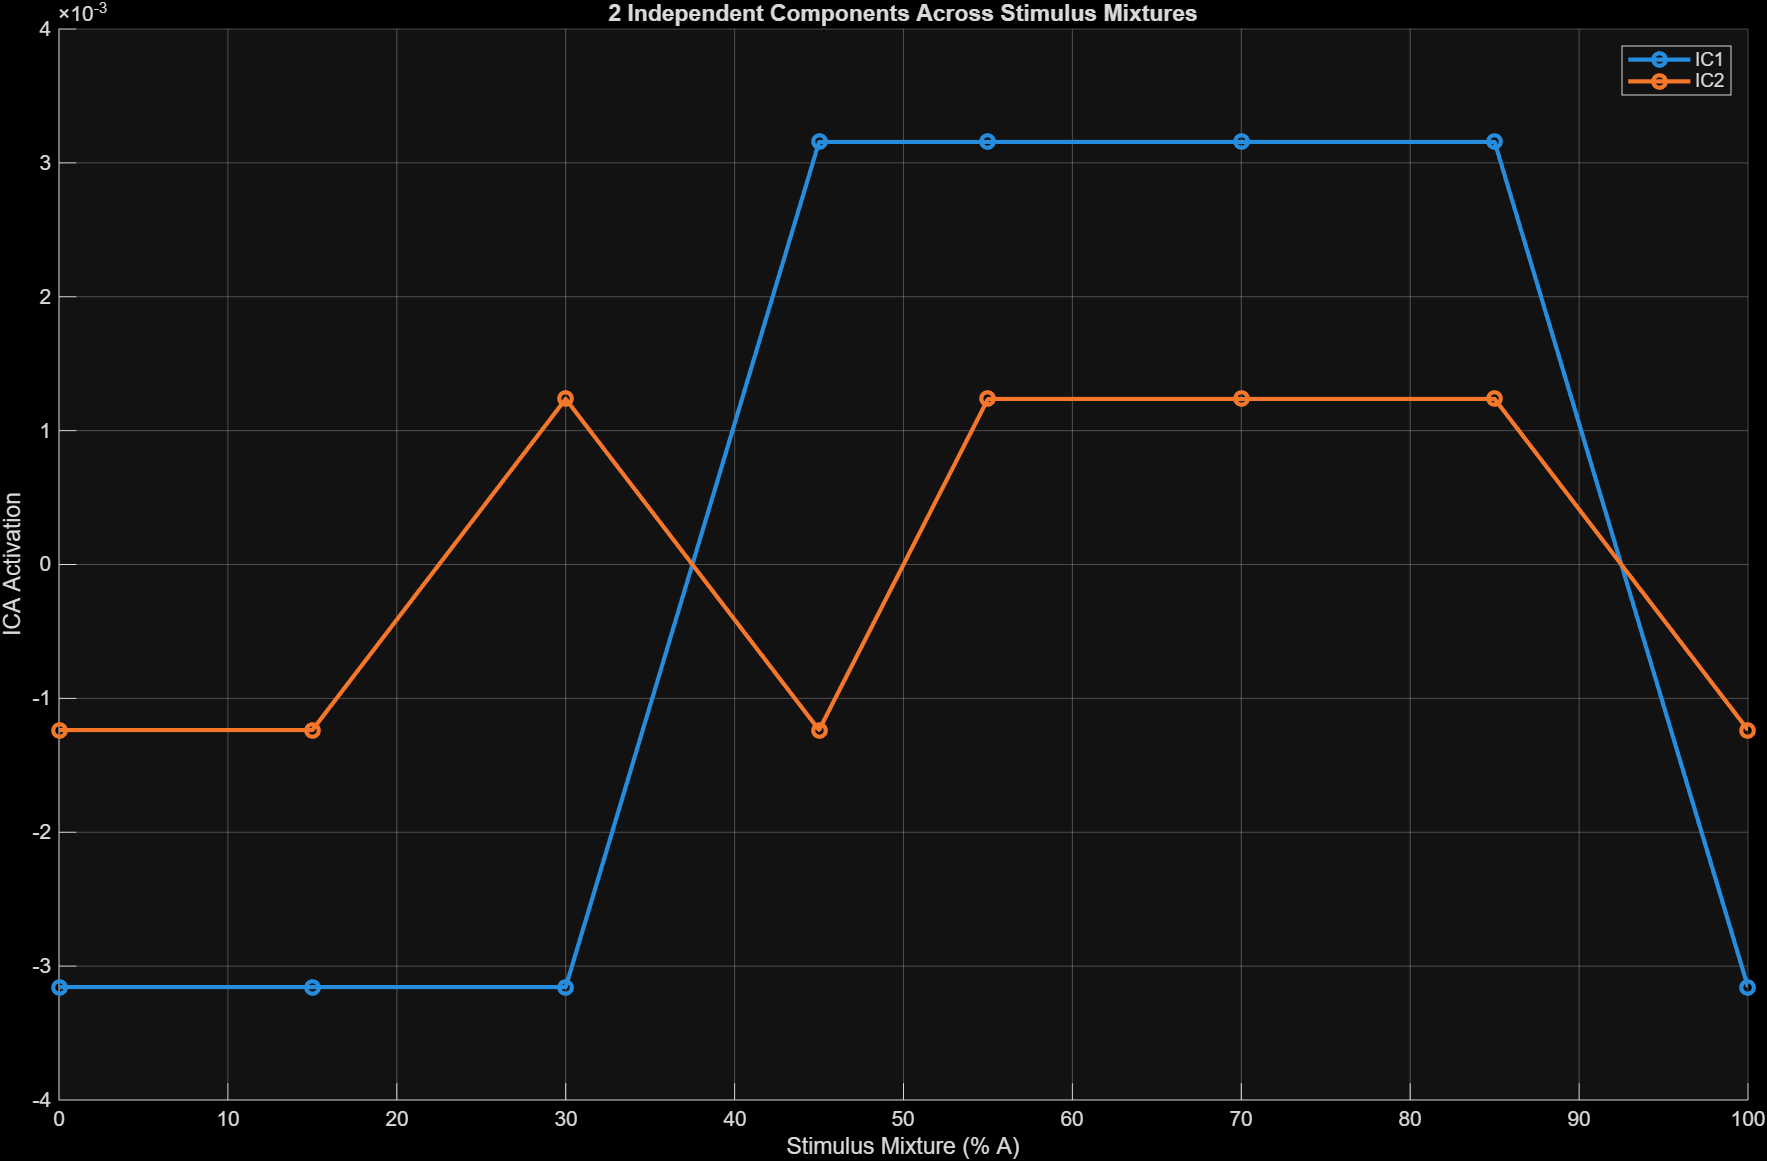 2 Independent Components Across Stimulus Mixtures
×10⁻³
4
3
2
1
0
-1
-2
-3
-4
ICA Activation
0 10 20 30 40 50 60 70 80 90 100
Stimulus Mixture (% A)
IC1
IC2